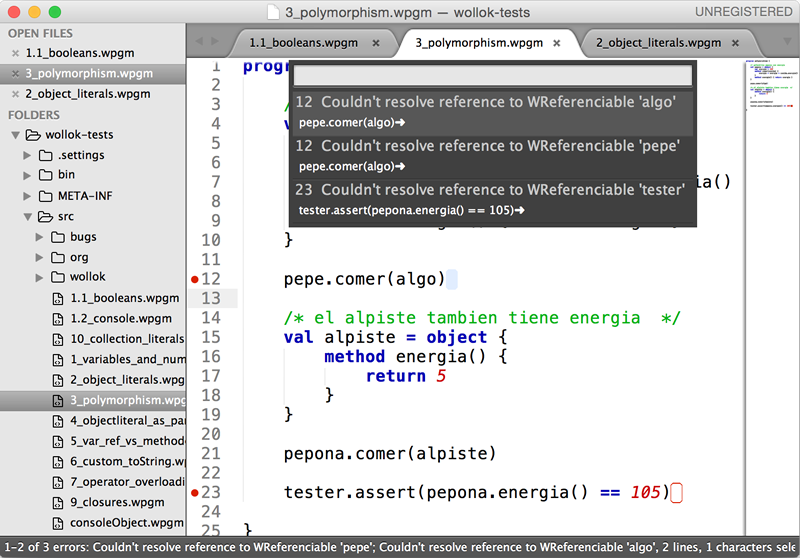 3_polymorphism.wpgm — wollok-tests
UNREGISTERED
OPEN FILES
1.1_booleans.wpgm
3_polymorphism.wpgm
2_object_literals.wpgm
FOLDERS
wollok-tests
.settings
bin
META-INF
src
bugs
org
wollok
1.1_booleans.wpgm
1.2_console.wpgm
10_collection_literals
1_variables_and_num
2_object_literals.wpg
3_polymorphism.wpg
4_objectliteral_as_par
5_var_ref_vs_method
6_custom_toString.wp
7_operator_overloadi
9_closures.wpgm
consoleObject.wpgm
1.1_booleans.wpgm ×
3_polymorphism.wpgm ×
2_object_literals.wpgm ×
12 Couldn't resolve reference to WReferenciable 'algo'
pepe.comer(algo)➜
12 Couldn't resolve reference to WReferenciable 'pepe'
pepe.comer(algo)➜
23 Couldn't resolve reference to WReferenciable 'tester'
tester.assert(pepona.energia() == 105)➜
1 prog
2
3 /
4 v
5
6
7 ia()
8
9
10 }
11
12 pepe.comer(algo)
13
14 /* el alpiste tambien tiene energia */
15 val alpiste = object {
16 method energia() {
17 return 5
18 }
19 }
20
21 pepona.comer(alpiste)
22
23 tester.assert(pepona.energia() == 105)
24
25 }
1-2 of 3 errors: Couldn't resolve reference to WReferenciable 'pepe'; Couldn't resolve reference to WReferenciable 'algo', 2 lines, 1 characters sele